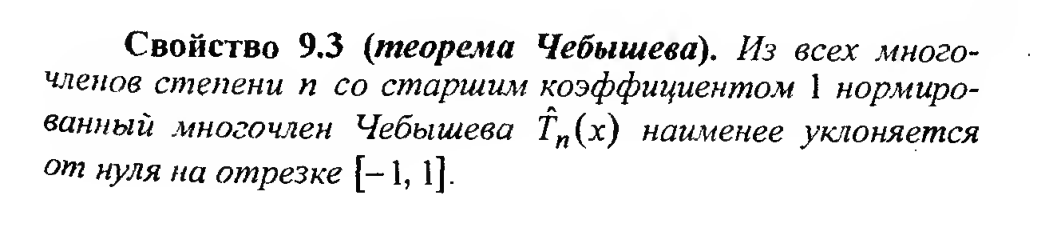 Свойство 9.3 (теорема Чебышева). Из всех много-
членов степени n со старшим коэффициентом 1 нормиро-
ванный многочлен Чебышева T̂ₙ(x) наименее уклоняется
от нуля на отрезке [−1, 1].